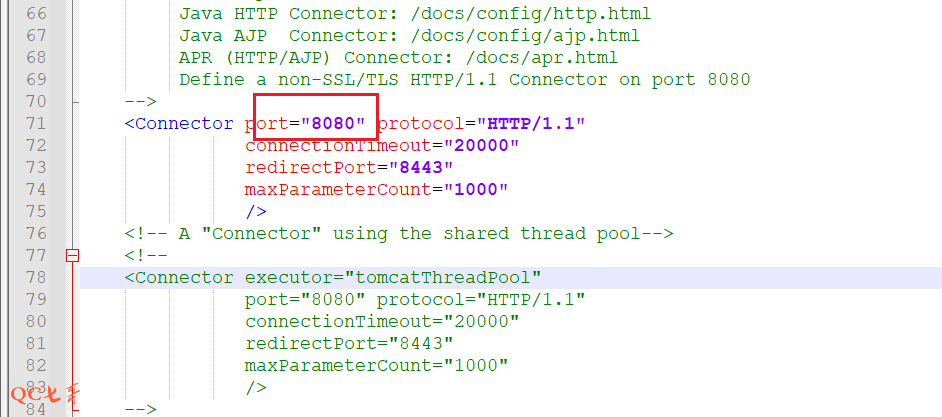 66 Java HTTP Connector: /docs/config/http.html
67 Java AJP  Connector: /docs/config/ajp.html
68 APR (HTTP/AJP) Connector: /docs/apr.html
69 Define a non-SSL/TLS HTTP/1.1 Connector on port 8080
70 -->
71 <Connector port="8080" protocol="HTTP/1.1"
72 connectionTimeout="20000"
73 redirectPort="8443"
74 maxParameterCount="1000"
75 />
76 <!-- A "Connector" using the shared thread pool-->
77 <!--
78 <Connector executor="tomcatThreadPool"
79 port="8080" protocol="HTTP/1.1"
80 connectionTimeout="20000"
81 redirectPort="8443"
82 maxParameterCount="1000"
83 />
84 -->
QC七